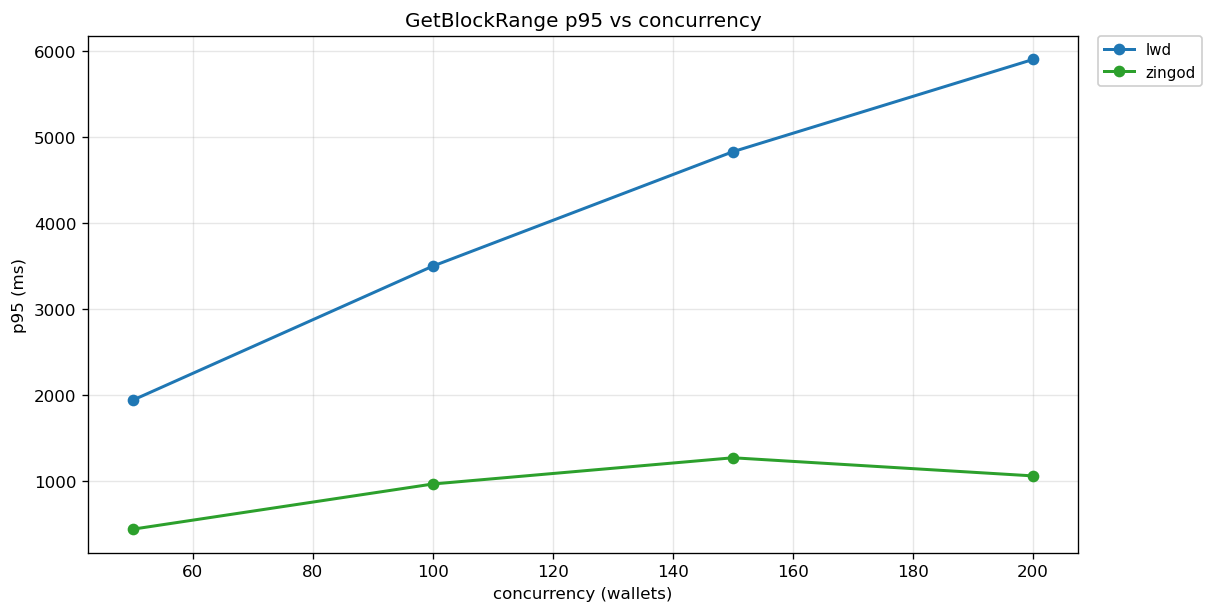 GetBlockRange p95 vs concurrency
lwd
zingod
6000
5000
4000
3000
2000
1000
p95 (ms)
60 80 100 120 140 160 180 200
concurrency (wallets)